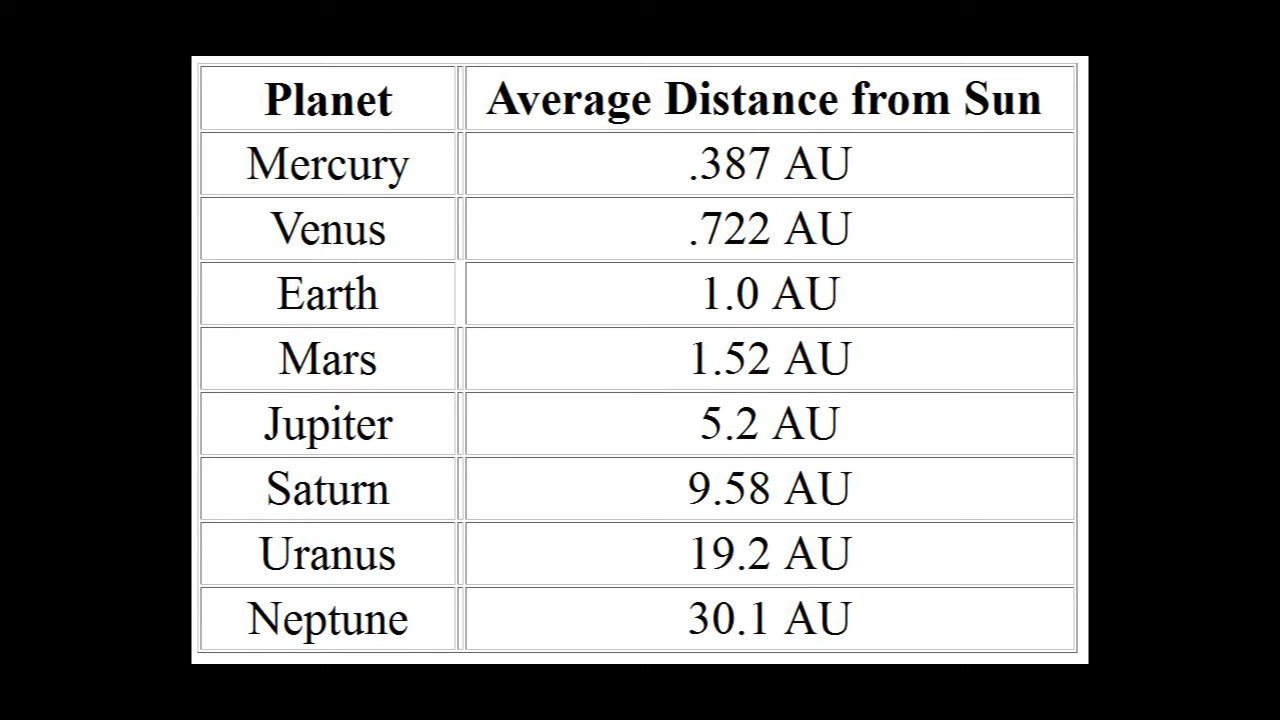 Planet Average Distance from Sun
Mercury .387 AU
Venus .722 AU
Earth 1.0 AU
Mars 1.52 AU
Jupiter 5.2 AU
Saturn 9.58 AU
Uranus 19.2 AU
Neptune 30.1 AU